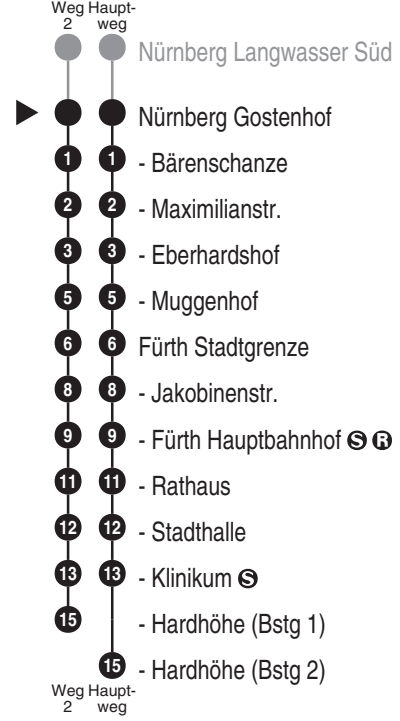 Weg Haupt-
2 weg
Nürnberg Langwasser Süd
Nürnberg Gostenhof
1 1 - Bärenschanze
2 2 - Maximilianstr.
3 3 - Eberhardshof
5 5 - Muggenhof
6 6 Fürth Stadtgrenze
8 8 - Jakobinenstr.
9 9 - Fürth Hauptbahnhof S R
11 11 - Rathaus
12 12 - Stadthalle
13 13 - Klinikum S
15 - Hardhöhe (Bstg 1)
15 - Hardhöhe (Bstg 2)
Weg Haupt-
2 weg